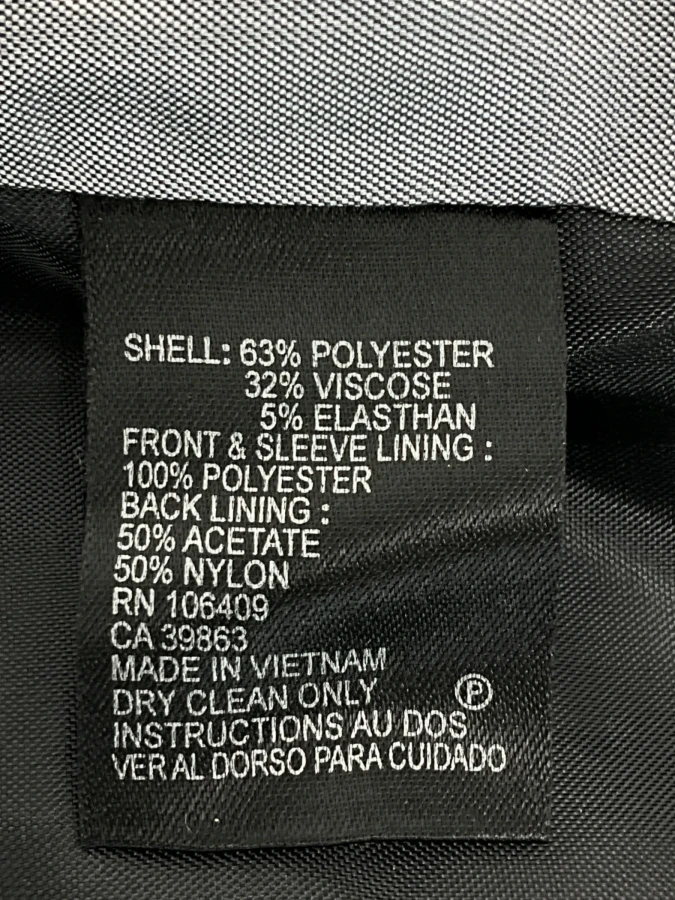 SHELL: 63% POLYESTER
32% VISCOSE
5% ELASTHAN
FRONT & SLEEVE LINING :
100% POLYESTER
BACK LINING :
50% ACETATE
50% NYLON
RN 106409
CA 39863
MADE IN VIETNAM
DRY CLEAN ONLY Ⓟ
INSTRUCTIONS AU DOS
VER AL DORSO PARA CUIDADO